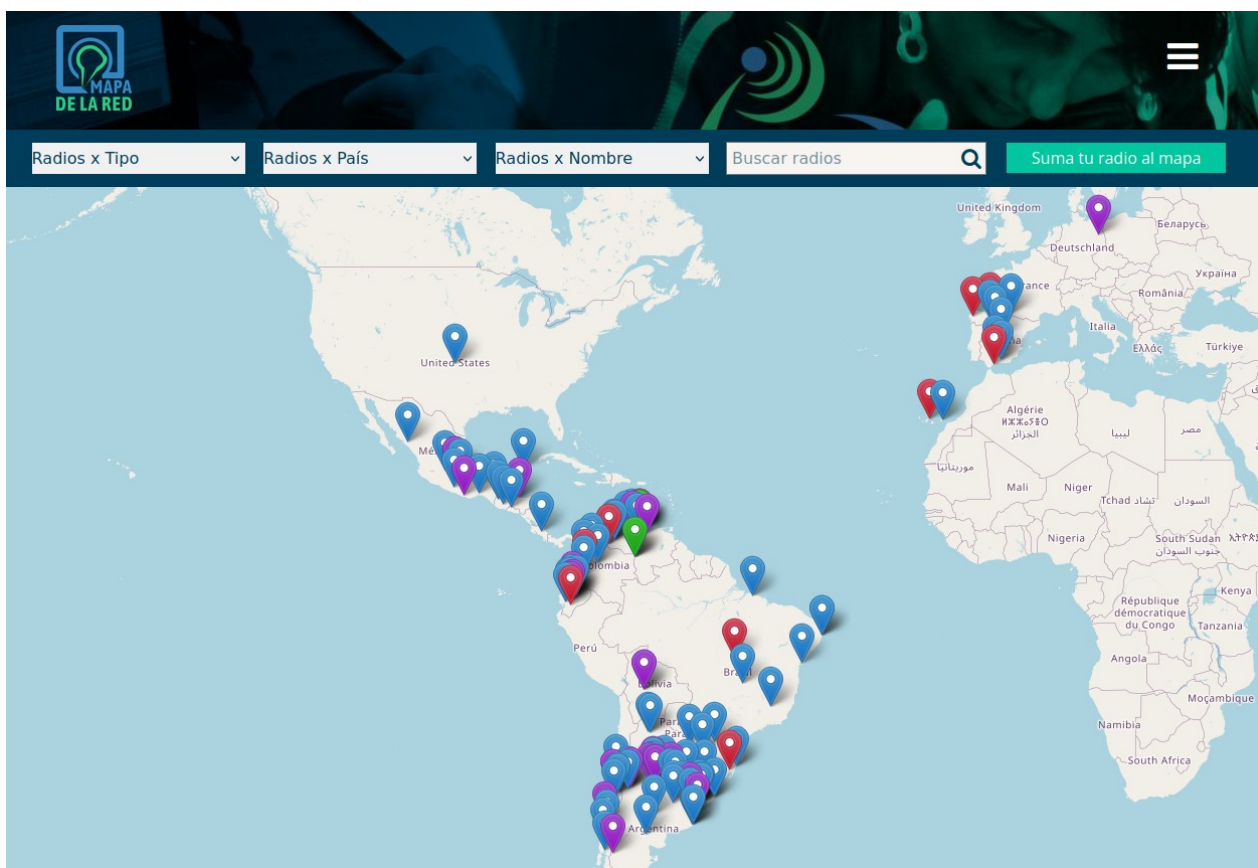 MAPA
DE LA RED
Radios x Tipo
Radios x País
Radios x Nombre
Buscar radios
Suma tu radio al mapa
United Kingdom
Беларусь
Deutschland
Україна
România
Italia
Ελλάς
Türkiye
United States
Algérie
ⵍⵣⵣⴰⵢⴻⵔ
الجزائر
ليبيا
مصر
موريتانيا
Mali
Niger
Tchad تشاد
السودان
Nigeria
South Sudan
جنوب السودان
Kenya
République
démocratique
du Congo
Tanzania
Angola
Moçambique
Namibia
South Africa
Perú
Bolivia
Argentina